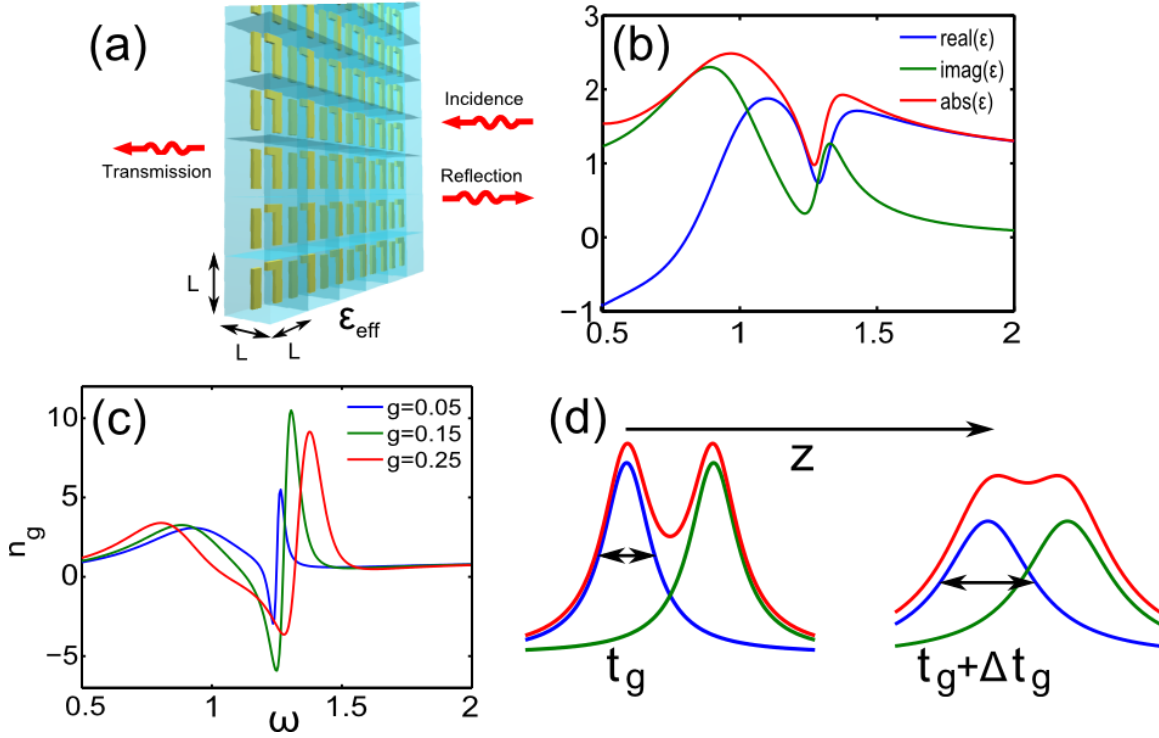 (a)
Incidence
Transmission
Reflection
L
L
L
ε_eff
(b)
real(ε)
imag(ε)
abs(ε)
3
2
1
0
−1
0.5
1
1.5
2
(c)
g=0.05
g=0.15
g=0.25
10
5
0
−5
n_g
0.5
1
1.5
2
ω
(d)
z
t_g
t_g+Δt_g